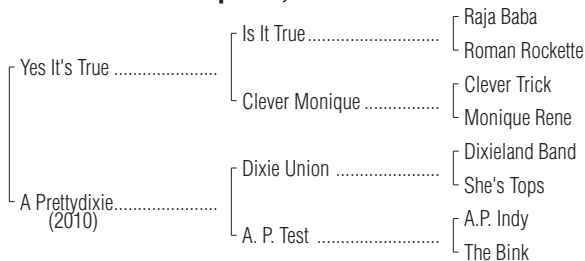 Raja Baba
Is It True
Roman Rockette
Yes It's True
Clever Trick
Clever Monique
Monique Rene
Dixieland Band
Dixie Union
She's Tops
A Prettydixie
(2010)
A.P. Indy
A. P. Test
The Bink